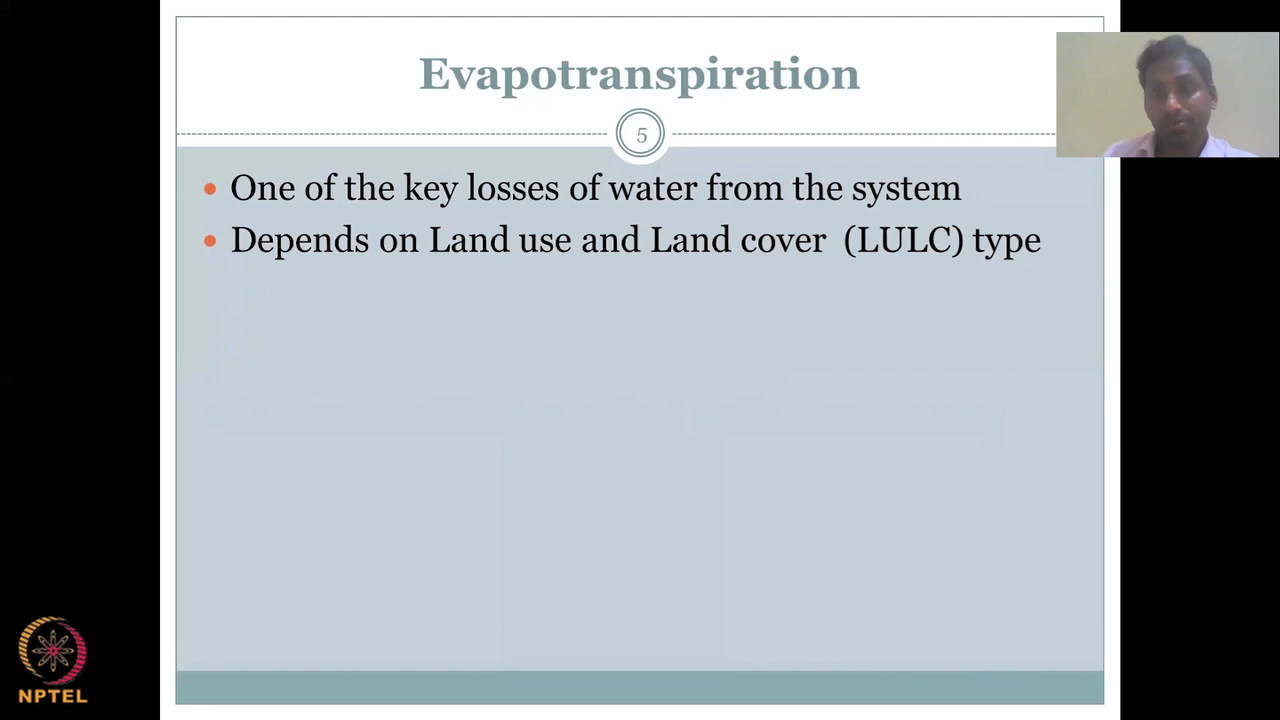 Evapotranspiration
5
One of the key losses of water from the system
Depends on Land use and Land cover (LULC) type
NPTEL